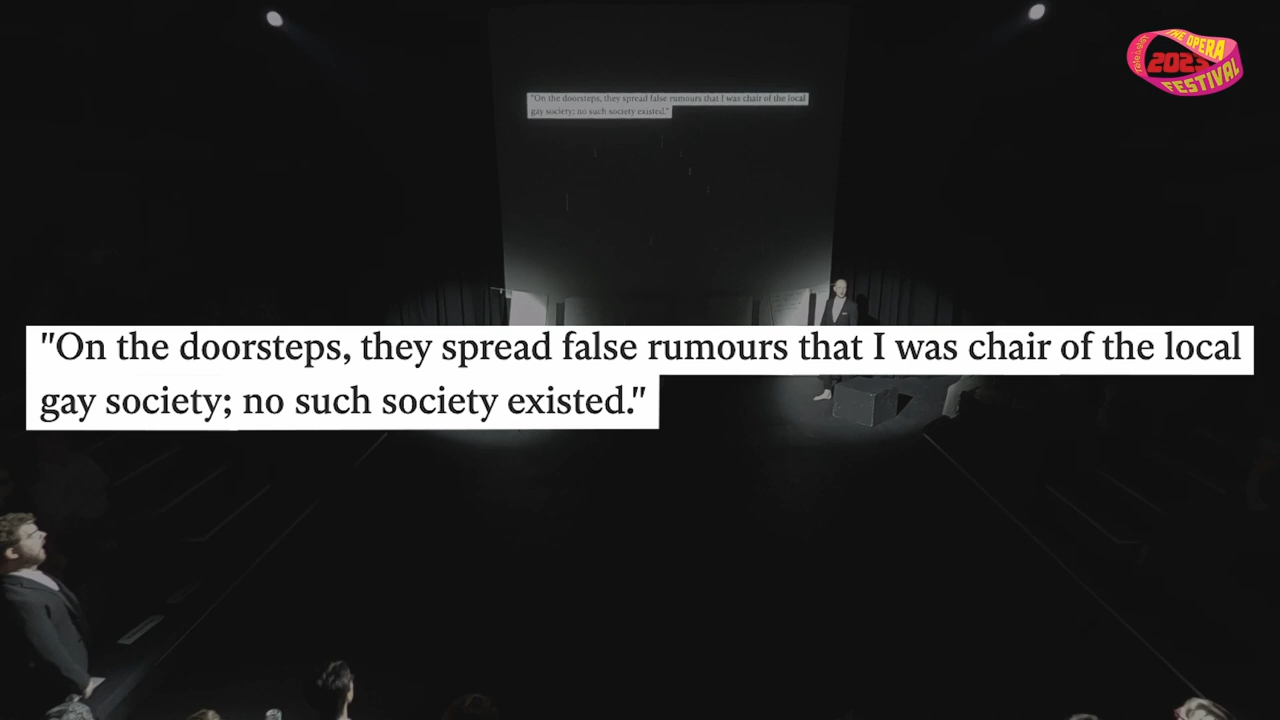 THE OPERA
2023
FESTIVAL
"On the doorsteps, they spread false rumours that I was chair of the local
gay society; no such society existed."
"On the doorsteps, they spread false rumours that I was chair of the local
gay society; no such society existed."